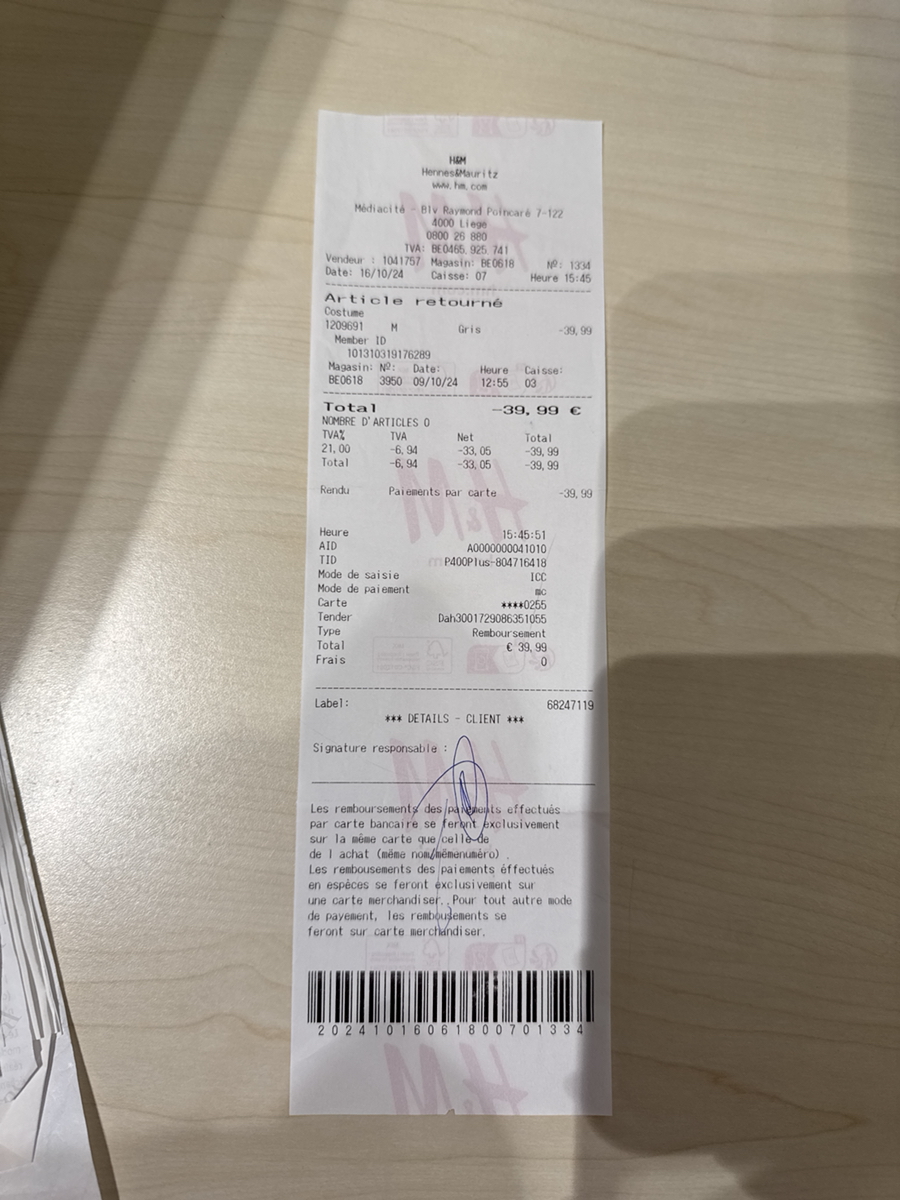 H&M
Hennes&Mauritz
www.hm.com
Médiacité - Blv Raymond Poincaré 7-122
4000 Liege
0800 26 880
TVA: BE0465.925.741
Vendeur : 1041757 Magasin: BE0618 Nº: 1334
Date: 16/10/24 Caisse: 07 Heure 15:45
Article retourné
Costume
1209691 M Gris -39,99
Member ID
101310319176289
Magasin: Nº: Date: Heure Caisse:
BE0618 3950 09/10/24 12:55 03
Total -39,99 €
NOMBRE D'ARTICLES 0
TVA% TVA Net Total
21,00 -6,94 -33,05 -39,99
Total -6,94 -33,05 -39,99
Rendu Paiements par carte -39,99
Heure 15:45:51
AID A0000000041010
TID P400Plus-804716418
Mode de saisie ICC
Mode de paiement mc
Carte ****0255
Tender Dah3001729086351055
Type Remboursement
Total € 39,99
Frais 0
Label: 68247119
*** DETAILS - CLIENT ***
Signature responsable :
Les remboursements des paiements effectués
par carte bancaire se feront exclusivement
sur la même carte que celle de
de l achat (même nom/mêmenuméro) .
Les rembousements des paiements éffectués
en espèces se feront exclusivement sur
une carte merchandiser. Pour tout autre mode
de payement, les rembousements se
feront sur carte merchandiser.
20241016061800701334